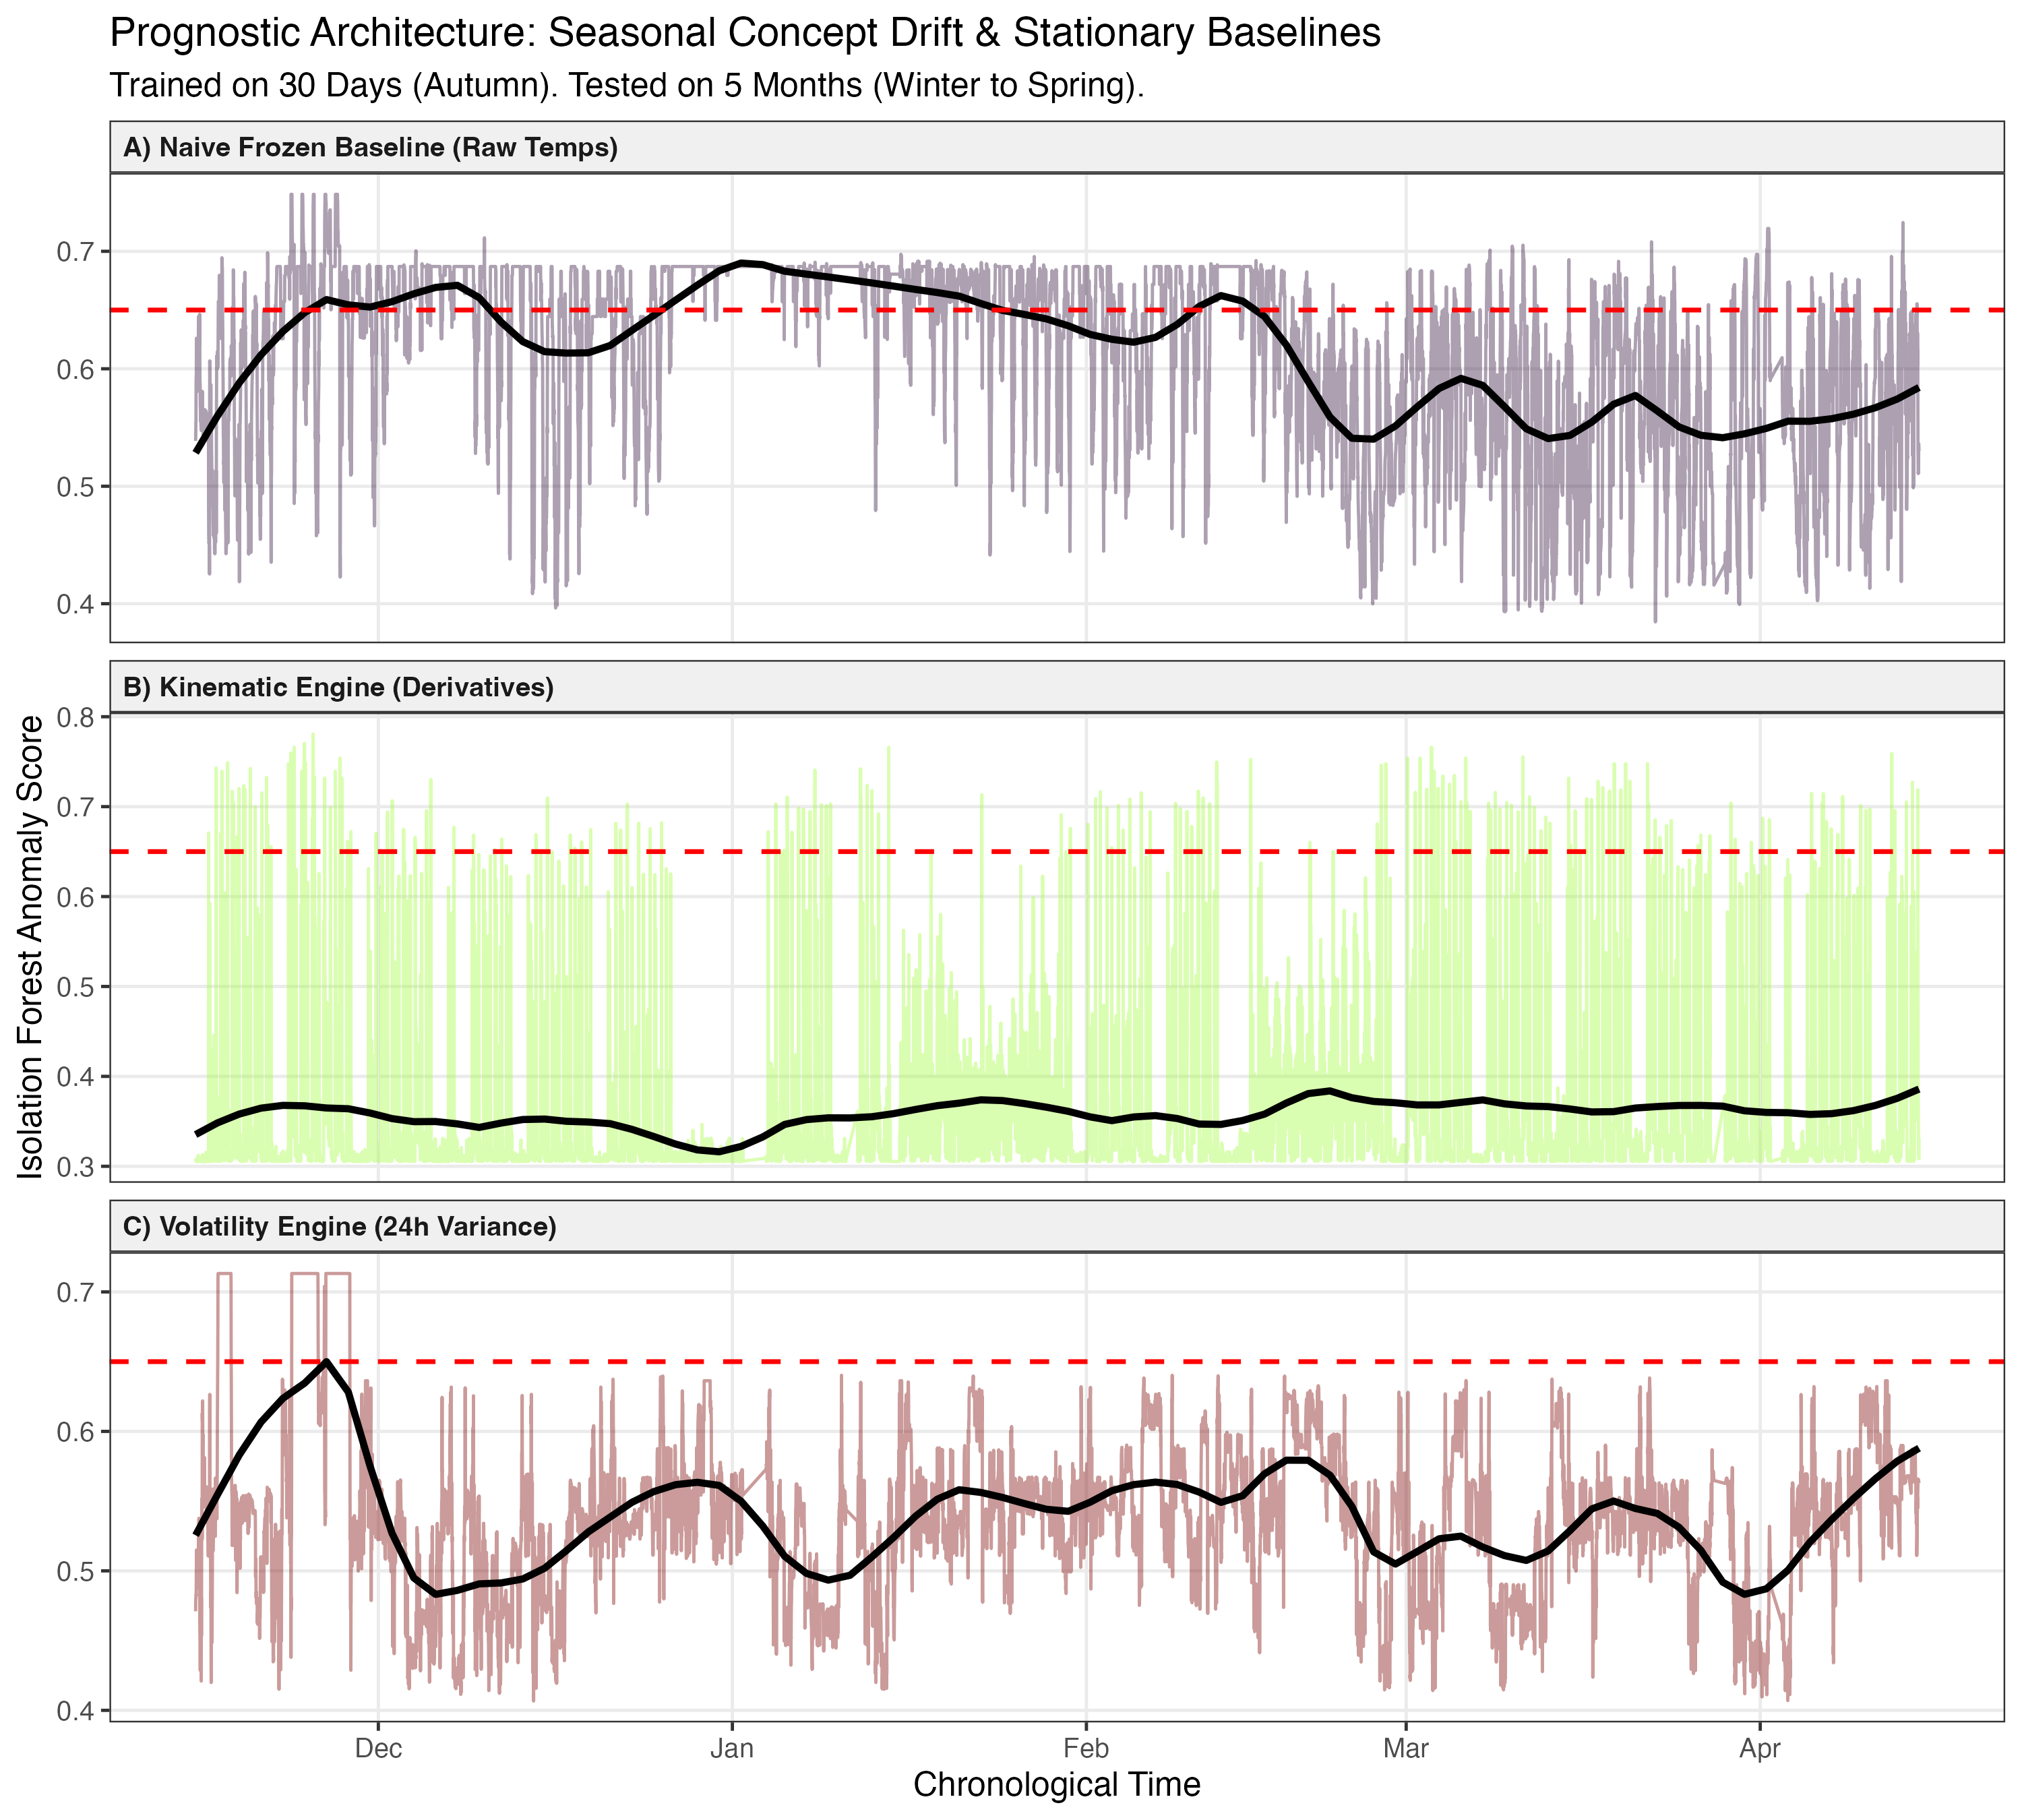 Prognostic Architecture: Seasonal Concept Drift & Stationary Baselines
Trained on 30 Days (Autumn). Tested on 5 Months (Winter to Spring).
A) Naive Frozen Baseline (Raw Temps)
0.7
0.6
0.5
0.4
B) Kinematic Engine (Derivatives)
0.8
0.7
0.6
0.5
0.4
0.3
Isolation Forest Anomaly Score
C) Volatility Engine (24h Variance)
0.7
0.6
0.5
0.4
Dec Jan Feb Mar Apr
Chronological Time